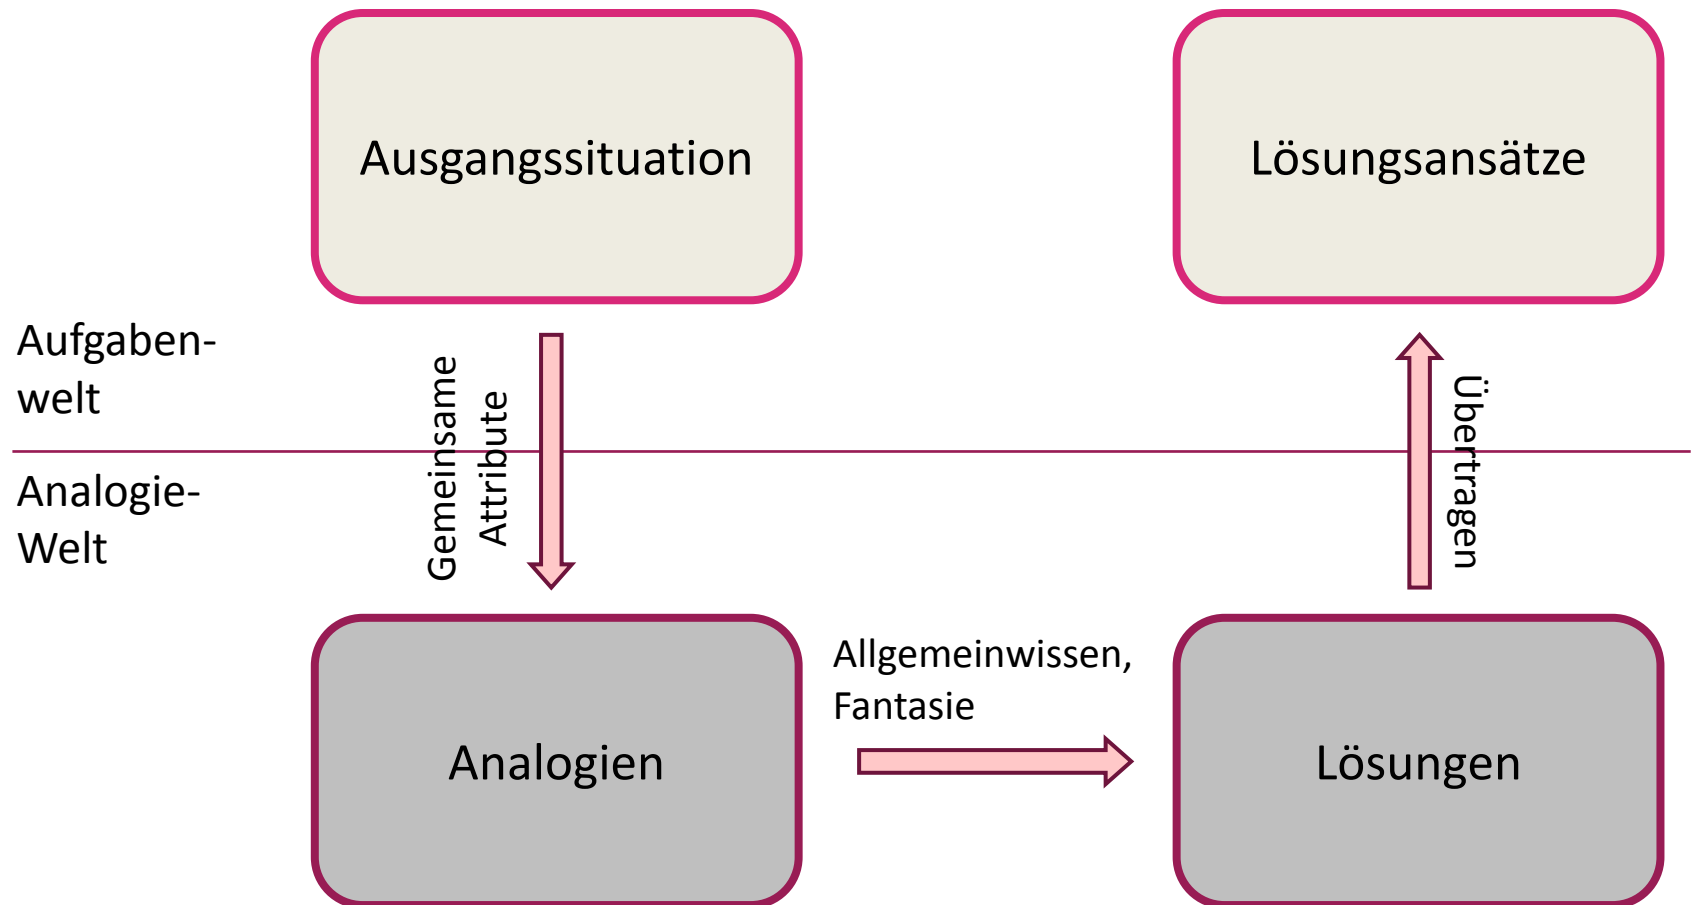 Ausgangssituation
Lösungsansätze
Aufgaben-
welt
Gemeinsame
Attribute
Übertragen
Analogie-
Welt
Allgemeinwissen,
Fantasie
Analogien
Lösungen